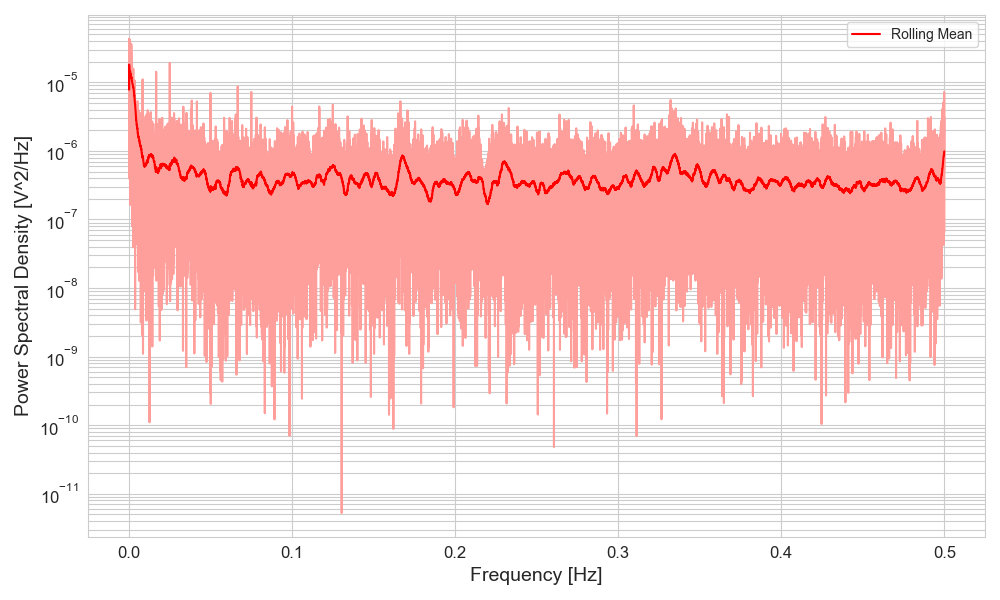 Rolling Mean
Power Spectral Density [V^2/Hz]
10⁻⁵
10⁻⁶
10⁻⁷
10⁻⁸
10⁻⁹
10⁻¹⁰
10⁻¹¹
0.0 0.1 0.2 0.3 0.4 0.5
Frequency [Hz]